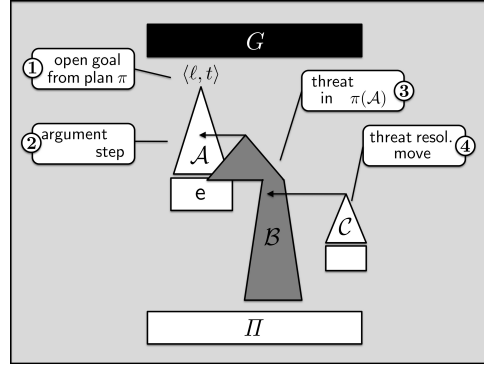 G
① open goal
from plan π
⟨ℓ, t⟩
threat
in π(𝒜) ③
② argument
step
threat resol.
move ④
𝒜
e
ℬ
𝒞
Π